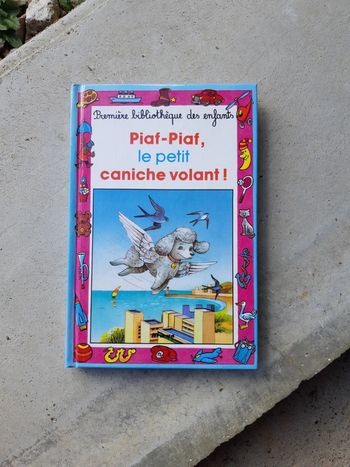 Première bibliothèque des enfants
Piaf-Piaf,
le petit
caniche volant !